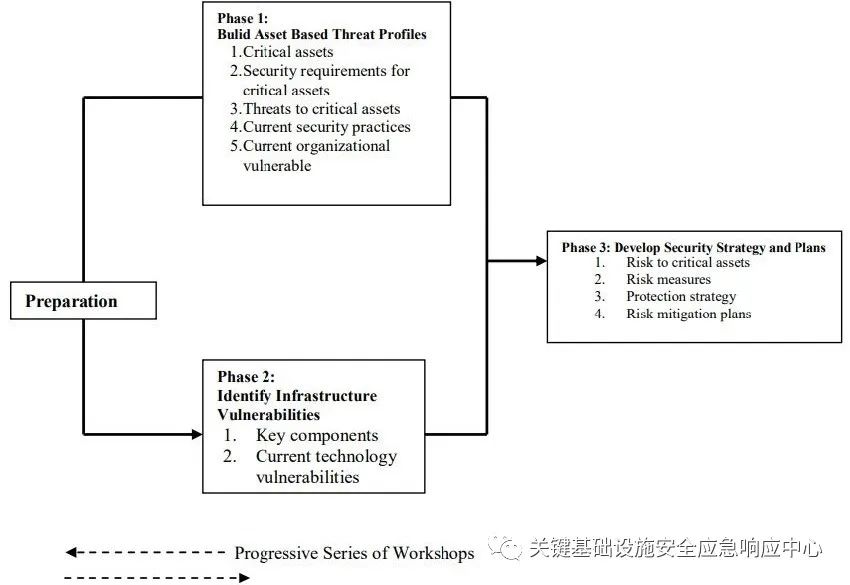 Phase 1:
Bulid Asset Based Threat Profiles
1.Critical assets
2.Security requirements for
critical assets
3.Threats to critical assets
4.Current security practices
5.Current organizational
vulnerable
Preparation
Phase 2:
Identify Infrastructure
Vulnerabilities
1. Key components
2. Current technology
vulnerabilities
Phase 3: Develop Security Strategy and Plans
1. Risk to critical assets
2. Risk measures
3. Protection strategy
4. Risk mitigation plans
Progressive Series of Workshops
关键基础设施安全应急响应中心